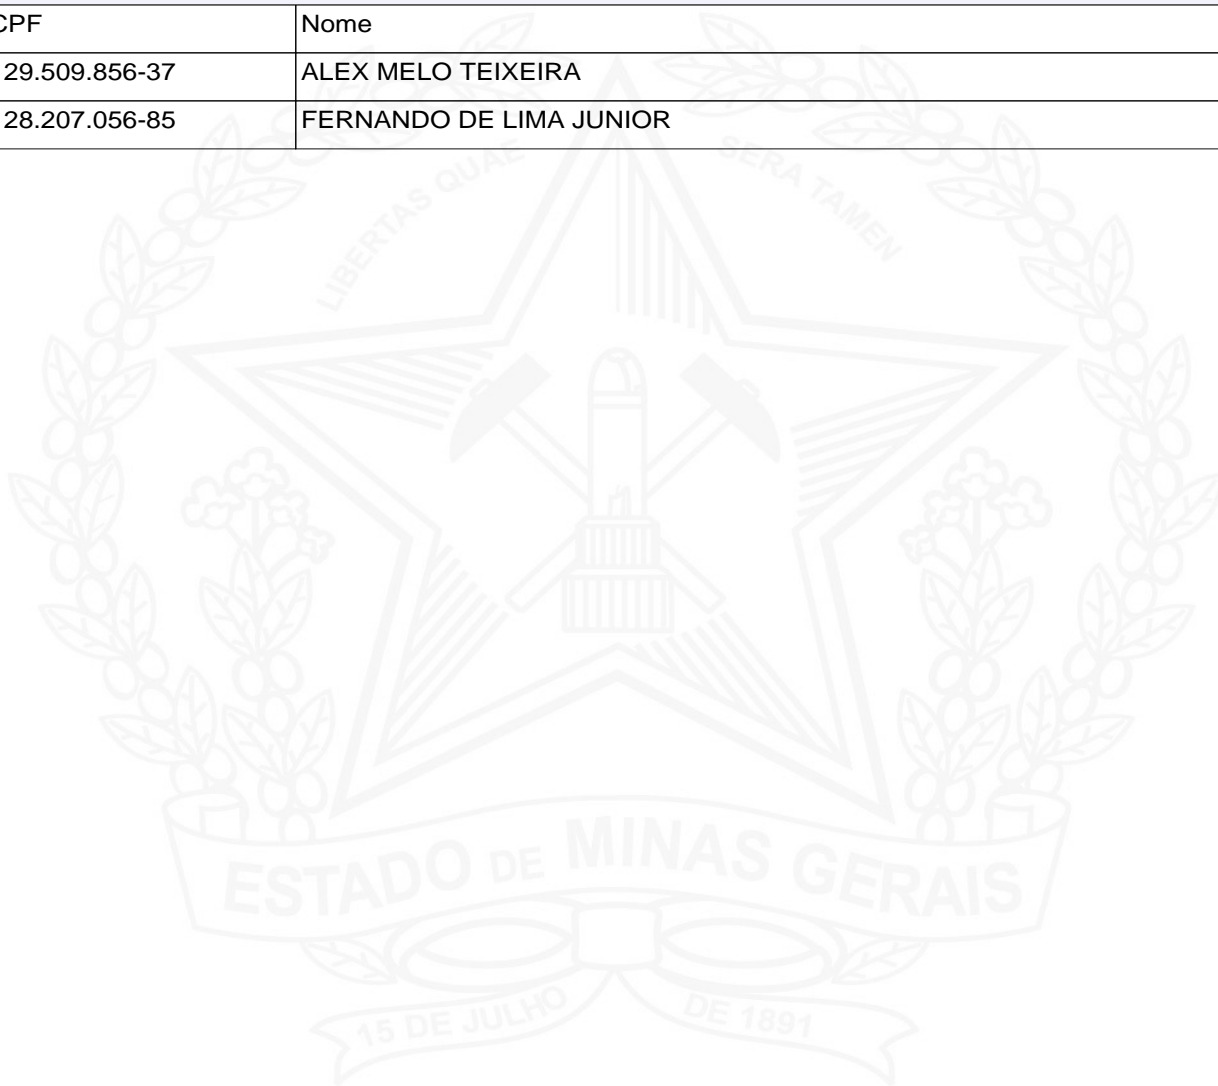 CPF Nome
29.509.856-37 ALEX MELO TEIXEIRA
28.207.056-85 FERNANDO DE LIMA JUNIOR
LIBERTAS QUAE SERA TAMEN
ESTADO DE MINAS GERAIS
15 DE JULHO DE 1891